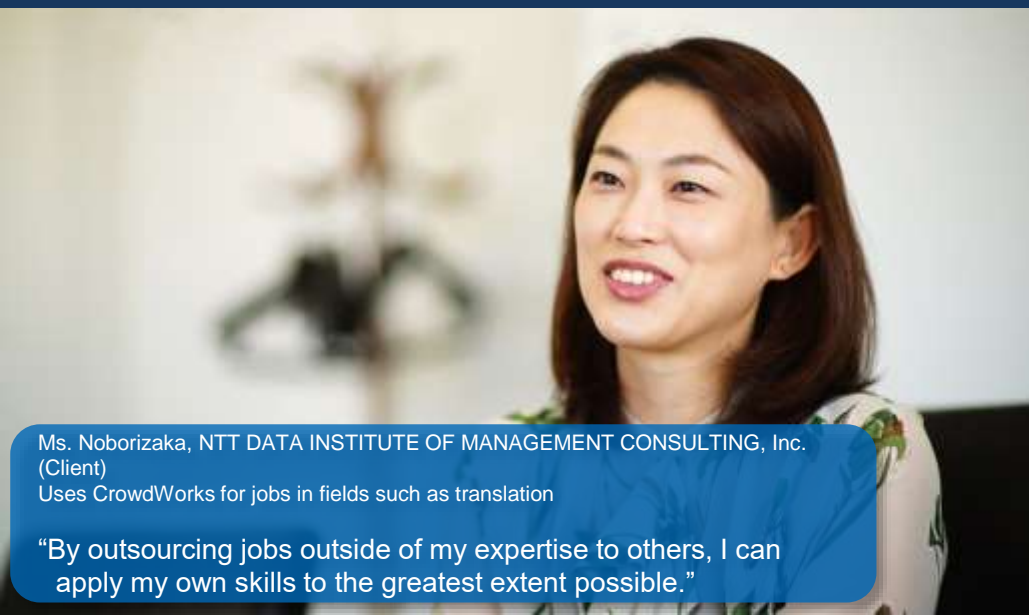 Ms. Noborizaka, NTT DATA INSTITUTE OF MANAGEMENT CONSULTING, Inc.
(Client)
Uses CrowdWorks for jobs in fields such as translation
“By outsourcing jobs outside of my expertise to others, I can
apply my own skills to the greatest extent possible.”